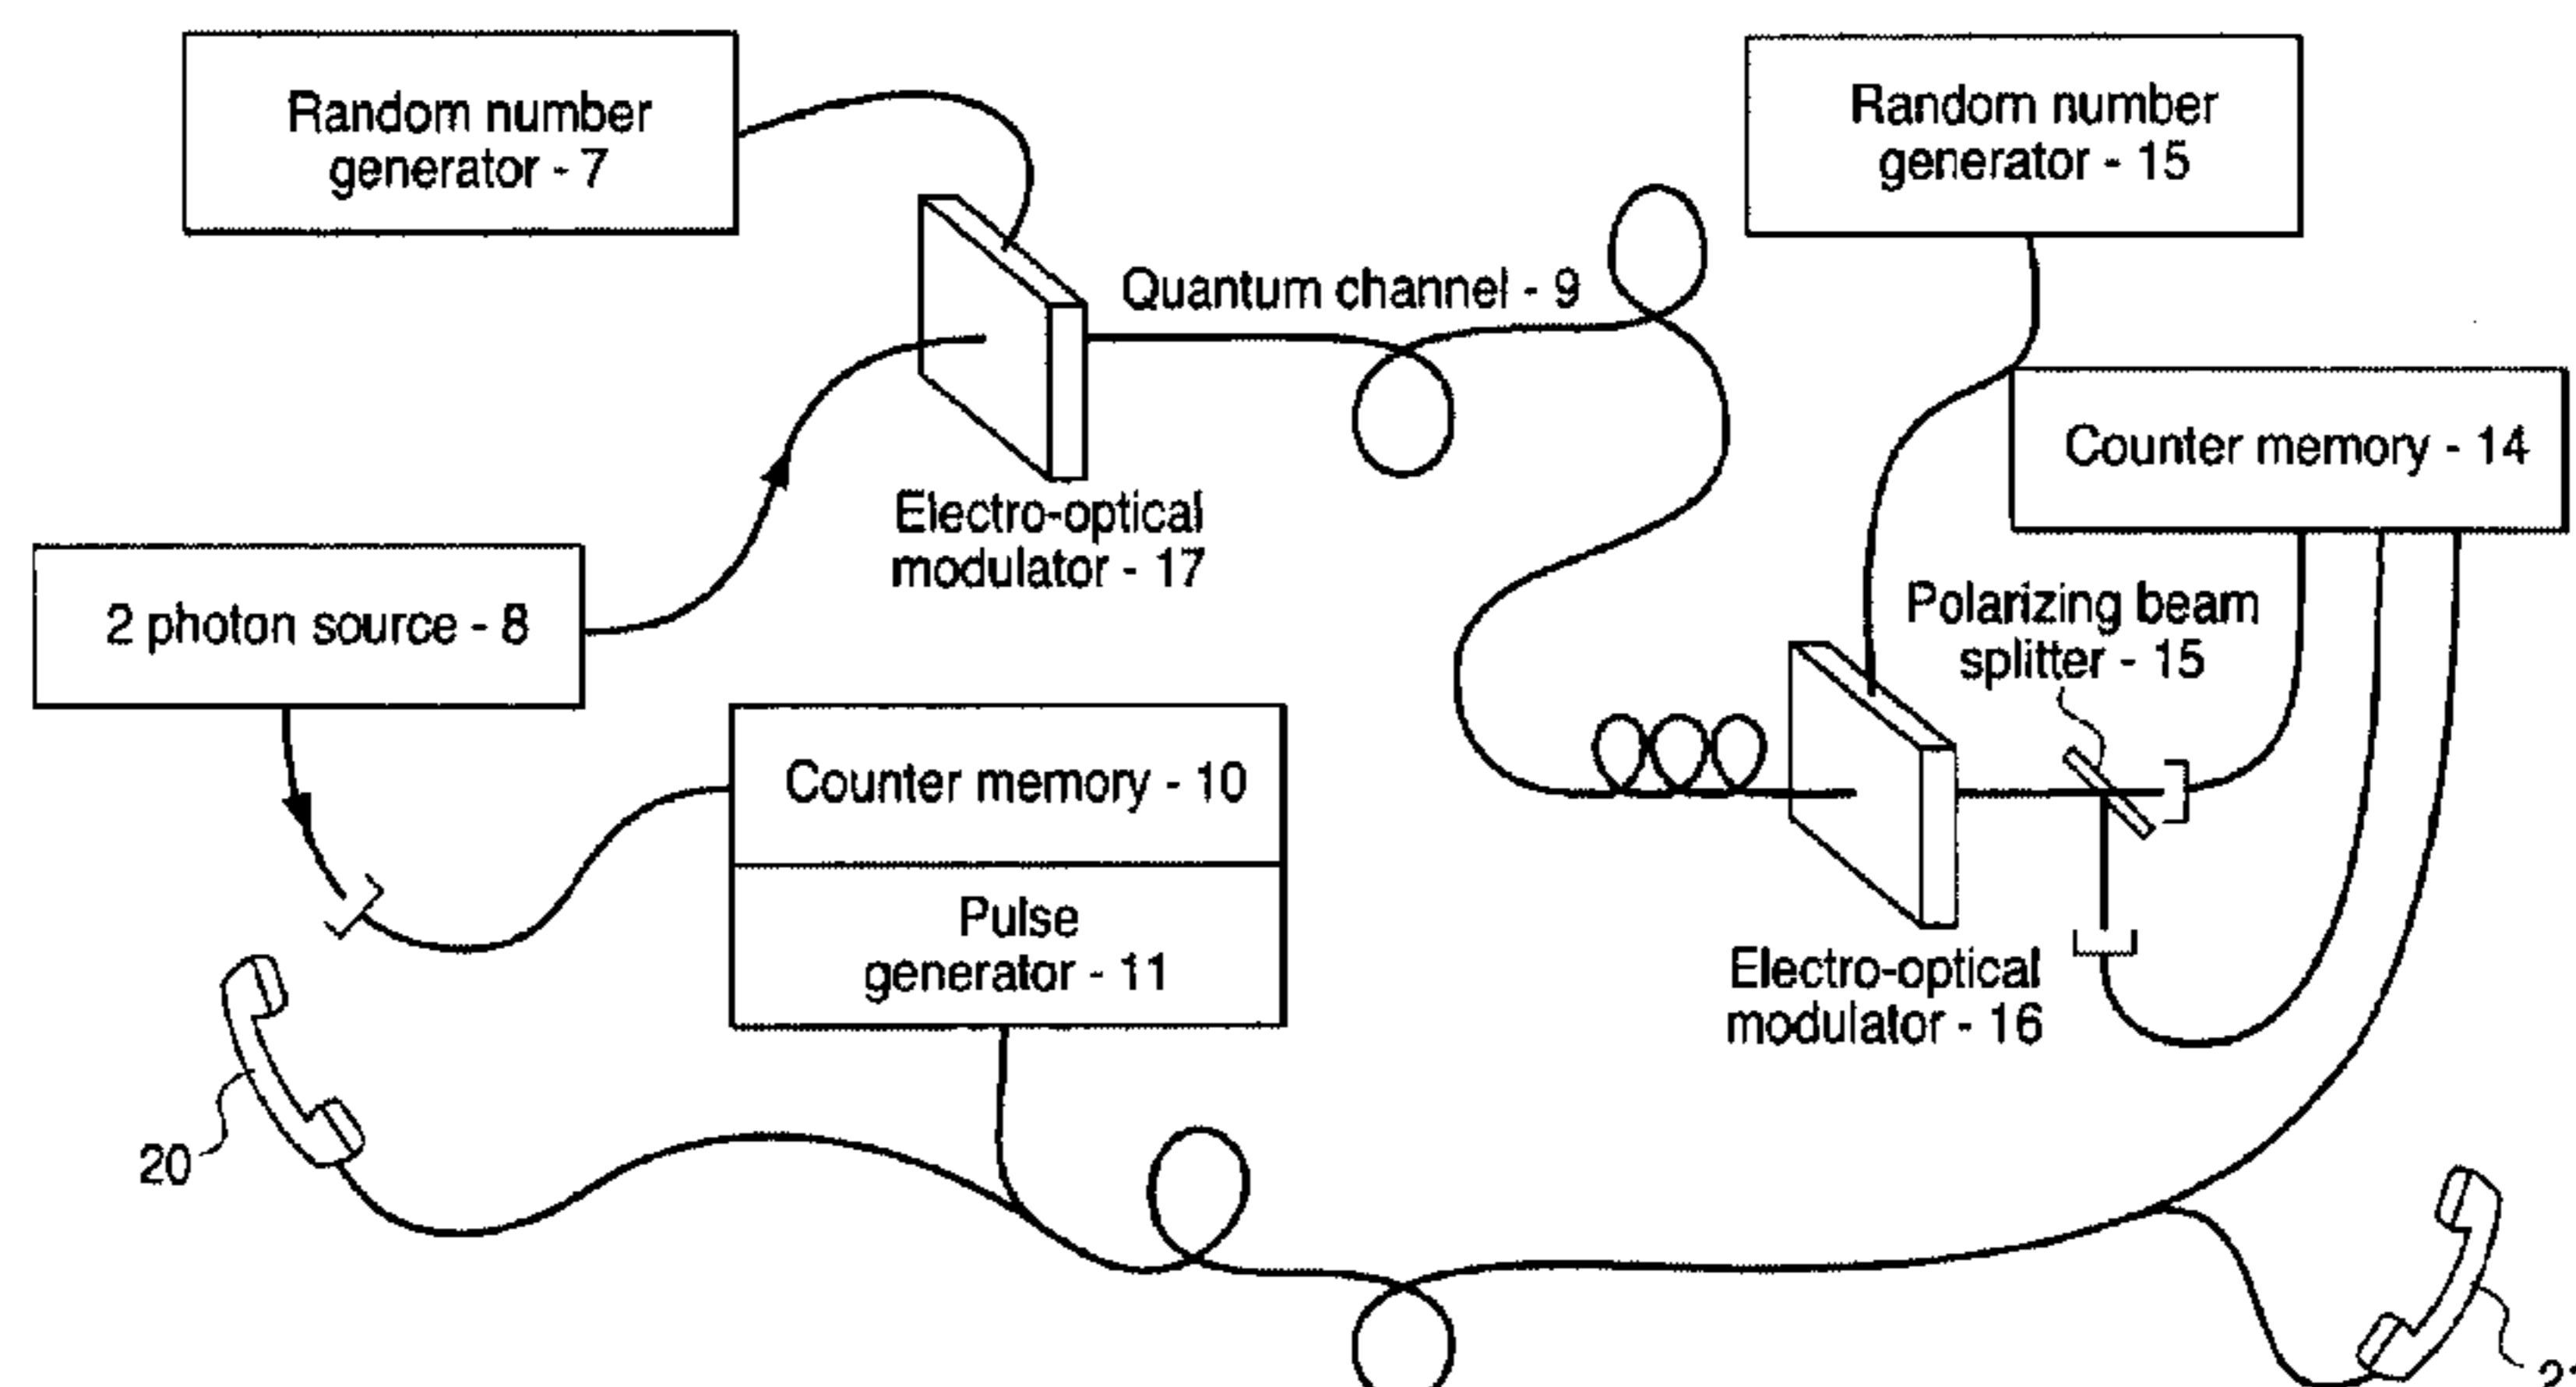 Random number
generator - 7
Random number
generator - 15
Quantum channel - 9
Counter memory - 14
Electro-optical
modulator - 17
2 photon source - 8
Polarizing beam
splitter - 15
Counter memory - 10
Pulse
generator - 11
Electro-optical
modulator - 16
20